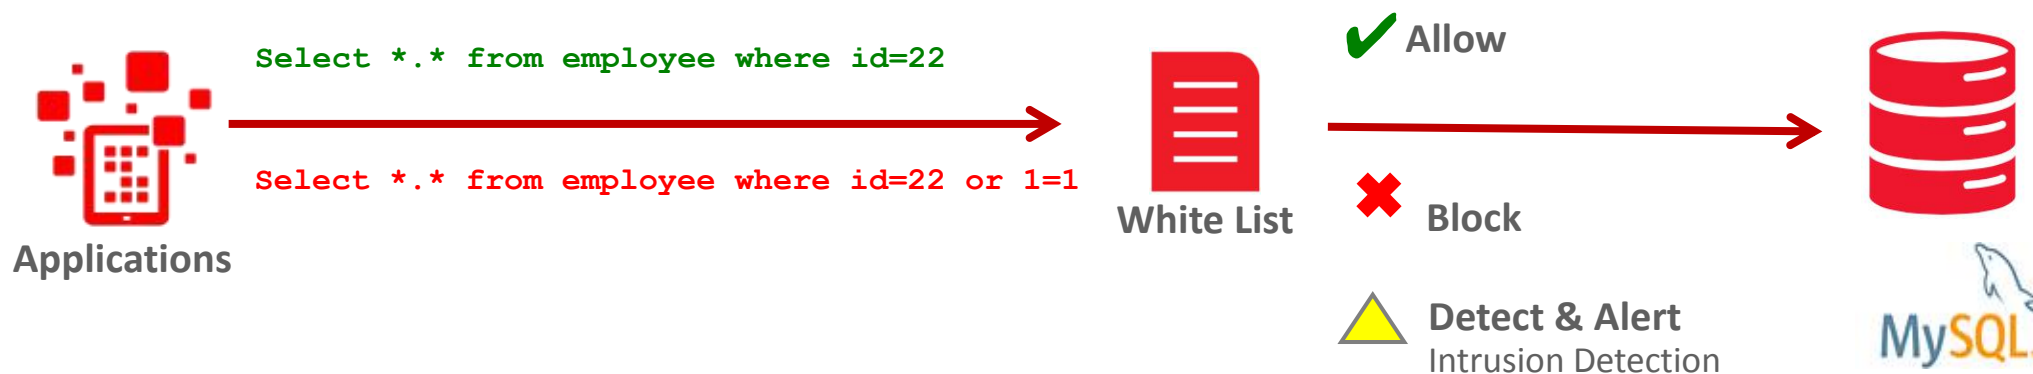 Select *.* from employee where id=22
Select *.* from employee where id=22 or 1=1
Applications
White List
Allow
Block
Detect & Alert
Intrusion Detection
MySQL